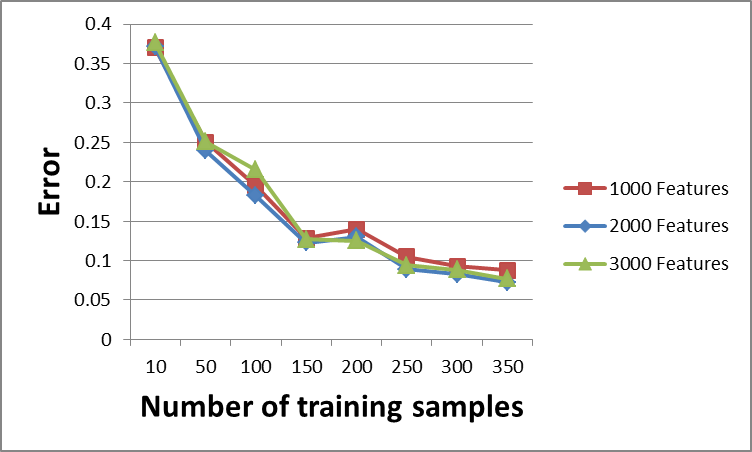 0.4
0.35
0.3
0.25
0.2
0.15
0.1
0.05
0
Error
10 50 100 150 200 250 300 350
Number of training samples
1000 Features
2000 Features
3000 Features